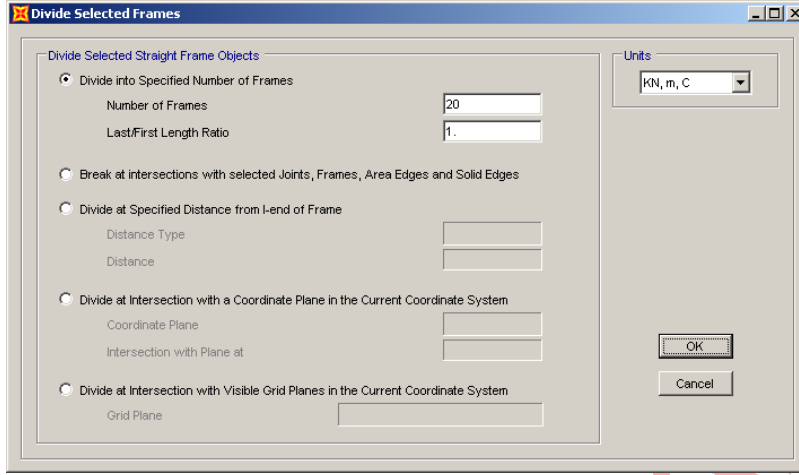 Divide Selected Frames
Divide Selected Straight Frame Objects
Divide into Specified Number of Frames
Number of Frames 20
Last/First Length Ratio 1.
Break at intersections with selected Joints, Frames, Area Edges and Solid Edges
Divide at Specified Distance from I-end of Frame
Distance Type
Distance
Divide at Intersection with a Coordinate Plane in the Current Coordinate System
Coordinate Plane
Intersection with Plane at
Divide at Intersection with Visible Grid Planes in the Current Coordinate System
Grid Plane
Units
KN, m, C
OK
Cancel